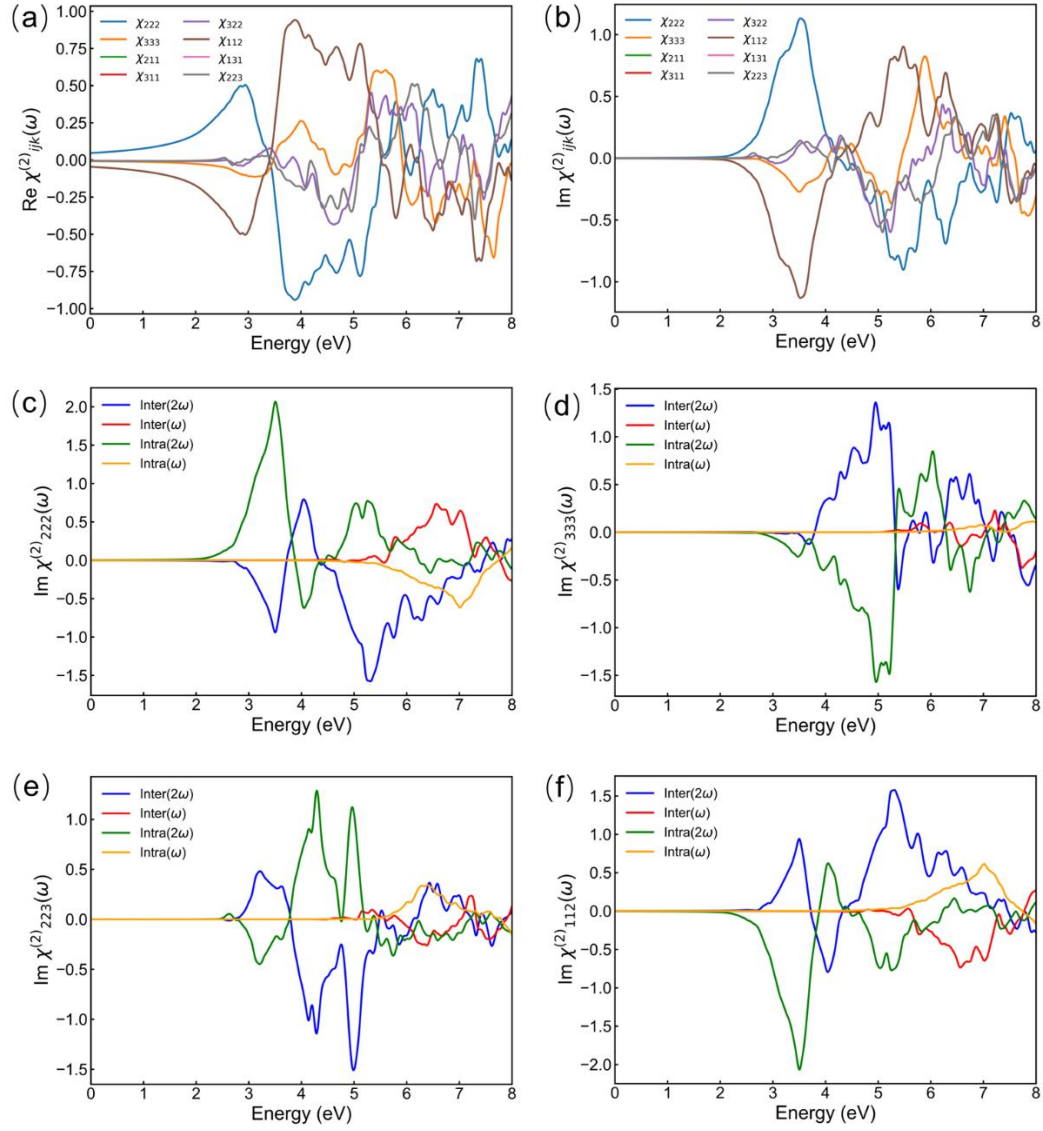 (a)
χ222 χ322
χ333 χ112
χ211 χ131
χ311 χ223
Re χ(2)ijk(ω)
1.00
0.75
0.50
0.25
0.00
−0.25
−0.50
−0.75
−1.00
0 1 2 3 4 5 6 7 8
Energy (eV)
(b)
χ222 χ322
χ333 χ112
χ211 χ131
χ311 χ223
Im χ(2)ijk(ω)
1.0
0.5
0.0
−0.5
−1.0
0 1 2 3 4 5 6 7 8
Energy (eV)
(c)
Inter(2ω)
Inter(ω)
Intra(2ω)
Intra(ω)
Im χ(2)222(ω)
2.0
1.5
1.0
0.5
0.0
−0.5
−1.0
−1.5
0 1 2 3 4 5 6 7 8
Energy (eV)
(d)
Inter(2ω)
Inter(ω)
Intra(2ω)
Intra(ω)
Im χ(2)333(ω)
1.5
1.0
0.5
0.0
−0.5
−1.0
−1.5
0 1 2 3 4 5 6 7 8
Energy (eV)
(e)
Inter(2ω)
Inter(ω)
Intra(2ω)
Intra(ω)
Im χ(2)223(ω)
1.0
0.5
0.0
−0.5
−1.0
−1.5
0 1 2 3 4 5 6 7 8
Energy (eV)
(f)
Inter(2ω)
Inter(ω)
Intra(2ω)
Intra(ω)
Im χ(2)112(ω)
1.5
1.0
0.5
0.0
−0.5
−1.0
−1.5
−2.0
0 1 2 3 4 5 6 7 8
Energy (eV)